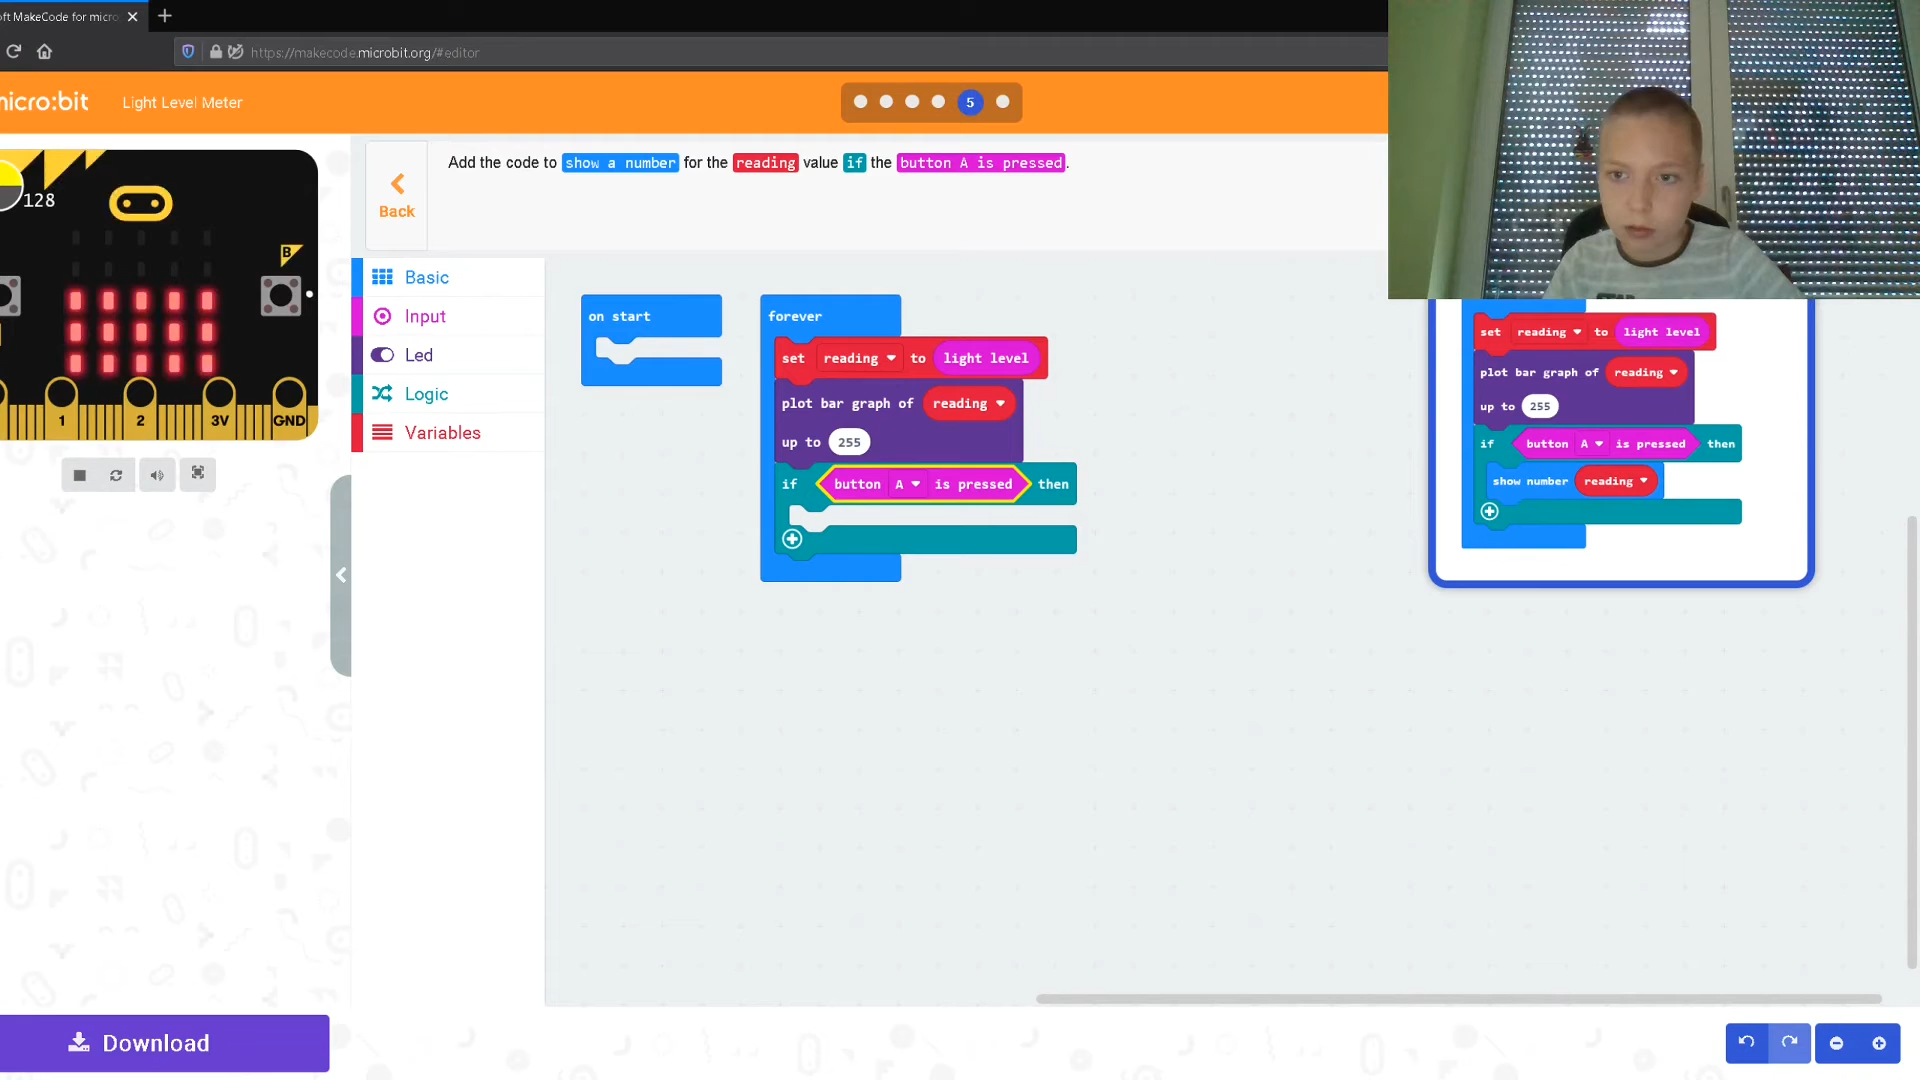 oft MakeCode for micro
https://makecode.microbit.org/#editor
micro:bit
Light Level Meter
5
128
B
1 2 3V GND
Back
Add the code to show a number for the reading value if the button A is pressed.
Basic
Input
Led
Logic
Variables
on start
forever
set reading to light level
plot bar graph of reading
up to 255
if button A is pressed then
set reading to light level
plot bar graph of reading
up to 255
if button A is pressed then
show number reading
Download